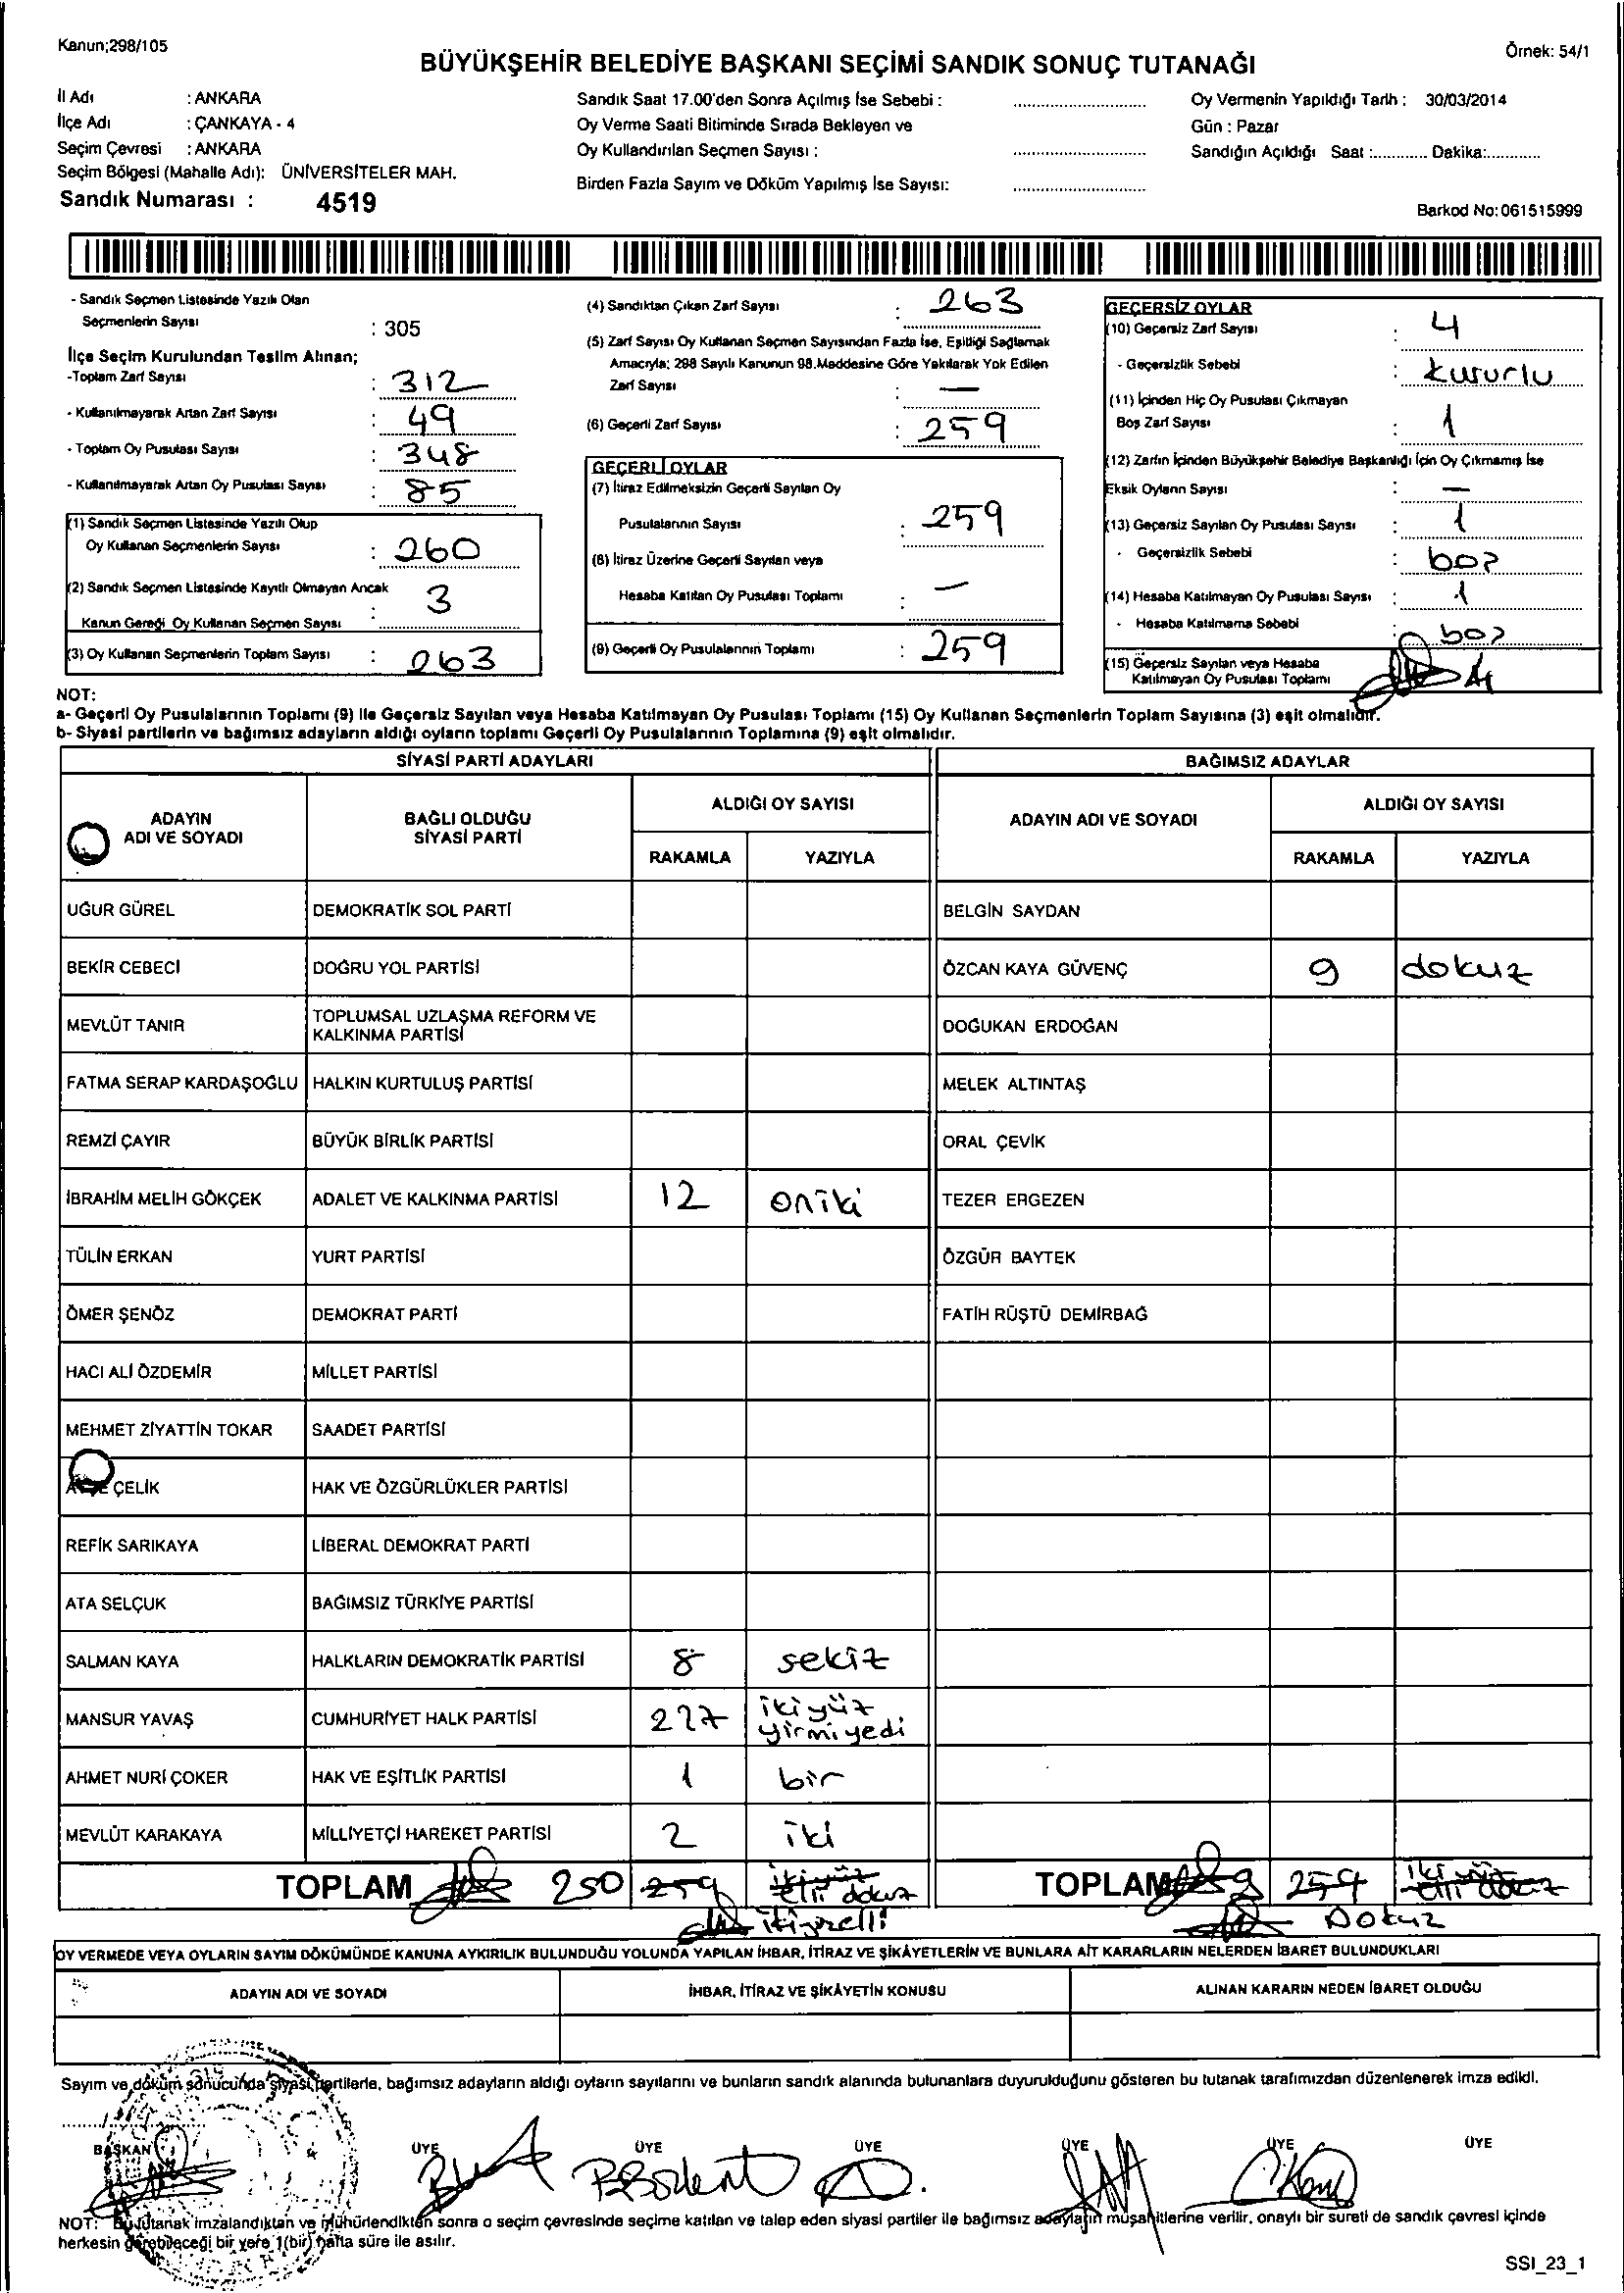 Kanun;298/105
Örnek: 54/1
BÜYÜKŞEHİR BELEDİYE BAŞKANI SEÇİMİ SANDIK SONUÇ TUTANAĞI
İl Adı : ANKARA
İlçe Adı : ÇANKAYA - 4
Seçim Çevresi : ANKARA
Seçim Bölgesi (Mahalle Adı): ÜNİVERSİTELER MAH.
Sandık Numarası : 4519
Sandık Saat 17.00'den Sonra Açılmış İse Sebebi :
Oy Verme Saati Bitiminde Sırada Bekleyen ve
Oy Kullandırılan Seçmen Sayısı :
Birden Fazla Sayım ve Döküm Yapılmış İse Sayısı:
Oy Vermenin Yapıldığı Tarih : 30/03/2014
Gün : Pazar
Sandığın Açıldığı Saat :............ Dakika:............
Barkod No: 061515999
- Sandık Seçmen Listesinde Yazılı Olan
Seçmenlerin Sayısı : 305
İlçe Seçim Kurulundan Teslim Alınan;
-Toplam Zarf Sayısı : 312
- Kullanılmayarak Artan Zarf Sayısı : 49
- Toplam Oy Pusulası Sayısı : 348
- Kullanılmayarak Artan Oy Pusulası Sayısı : 85
(1) Sandık Seçmen Listesinde Yazılı Olup
Oy Kullanan Seçmenlerin Sayısı : 260
(2) Sandık Seçmen Listesinde Kayıtlı Olmayan Ancak
Kanun Gereği Oy Kullanan Seçmen Sayısı : 3
(3) Oy Kullanan Seçmenlerin Toplam Sayısı : 263
(4) Sandıktan Çıkan Zarf Sayısı : 263
(5) Zarf Sayısı Oy Kullanan Seçmen Sayısından Fazla İse, Eşitliği Sağlamak
Amacıyla; 298 Sayılı Kanunun 98.Maddesine Göre Yakılarak Yok Edilen
Zarf Sayısı : —
(6) Geçerli Zarf Sayısı : 259
GEÇERLİ OYLAR
(7) İtiraz Edilmeksizin Geçerli Sayılan Oy
Pusulalarının Sayısı : 259
(8) İtiraz Üzerine Geçerli Sayılan veya
Hesaba Katılan Oy Pusulası Toplamı : —
(9) Geçerli Oy Pusulalarının Toplamı : 259
GEÇERSİZ OYLAR
(10) Geçersiz Zarf Sayısı : 4
- Geçersizlik Sebebi : kusurlu
(11) İçinden Hiç Oy Pusulası Çıkmayan
Boş Zarf Sayısı : 1
(12) Zarfın İçinden Büyükşehir Belediye Başkanlığı İçin Oy Çıkmamış İse
Eksik Oyların Sayısı : —
(13) Geçersiz Sayılan Oy Pusulası Sayısı : 1
- Geçersizlik Sebebi : boş
(14) Hesaba Katılmayan Oy Pusulası Sayısı : 1
- Hesaba Katılmama Sebebi : boş
(15) Geçersiz Sayılan veya Hesaba
Katılmayan Oy Pusulası Toplamı
NOT:
a- Geçerli Oy Pusulalarının Toplamı (9) ile Geçersiz Sayılan veya Hesaba Katılmayan Oy Pusulası Toplamı (15) Oy Kullanan Seçmenlerin Toplam Sayısına (3) eşit olmalıdır.
b- Siyasi partilerin ve bağımsız adayların aldığı oyların toplamı Geçerli Oy Pusulalarının Toplamına (9) eşit olmalıdır.
SİYASİ PARTİ ADAYLARI
BAĞIMSIZ ADAYLAR
ADAYIN ADI VE SOYADI
BAĞLI OLDUĞU SİYASİ PARTİ
ALDIĞI OY SAYISI
RAKAMLA YAZIYLA
ADAYIN ADI VE SOYADI
ALDIĞI OY SAYISI
RAKAMLA YAZIYLA
UĞUR GÜREL DEMOKRATİK SOL PARTİ BELGİN SAYDAN
BEKİR CEBECİ DOĞRU YOL PARTİSİ ÖZCAN KAYA GÜVENÇ 9 dokuz
MEVLÜT TANIR TOPLUMSAL UZLAŞMA REFORM VE KALKINMA PARTİSİ DOĞUKAN ERDOĞAN
FATMA SERAP KARDAŞOĞLU HALKIN KURTULUŞ PARTİSİ MELEK ALTINTAŞ
REMZİ ÇAYIR BÜYÜK BİRLİK PARTİSİ ORAL ÇEVİK
İBRAHİM MELİH GÖKÇEK ADALET VE KALKINMA PARTİSİ 12 oniki TEZER ERGEZEN
TÜLİN ERKAN YURT PARTİSİ ÖZGÜR BAYTEK
ÖMER ŞENÖZ DEMOKRAT PARTİ FATİH RÜŞTÜ DEMİRBAĞ
HACI ALİ ÖZDEMİR MİLLET PARTİSİ
MEHMET ZİYATTİN TOKAR SAADET PARTİSİ
ÇELİK HAK VE ÖZGÜRLÜKLER PARTİSİ
REFİK SARIKAYA LİBERAL DEMOKRAT PARTİ
ATA SELÇUK BAĞIMSIZ TÜRKİYE PARTİSİ
SALMAN KAYA HALKLARIN DEMOKRATİK PARTİSİ 8 sekiz
MANSUR YAVAŞ CUMHURİYET HALK PARTİSİ 227 ikiyüz yirmiyedi
AHMET NURİ ÇOKER HAK VE EŞİTLİK PARTİSİ 1 bir
MEVLÜT KARAKAYA MİLLİYETÇİ HAREKET PARTİSİ 2 iki
TOPLAM 250 259 ikiyüz elli dokuz TOPLAM 9 259 ikiyüz elli dokuz
ikiyüzelli Dokuz
OY VERMEDE VEYA OYLARIN SAYIM DÖKÜMÜNDE KANUNA AYKIRILIK BULUNDUĞU YOLUNDA YAPILAN İHBAR, İTİRAZ VE ŞİKÂYETLERİN VE BUNLARA AİT KARARLARIN NELERDEN İBARET BULUNDUKLARI
ADAYIN ADI VE SOYADI İHBAR, İTİRAZ VE ŞİKÂYETİN KONUSU ALINAN KARARIN NEDEN İBARET OLDUĞU
Sayım ve döküm sonucunda siyasi partilerle, bağımsız adayların aldığı oyların sayılarını ve bunların sandık alanında bulunanlara duyurulduğunu gösteren bu tutanak tarafımızdan düzenlenerek imza edildi.
BAŞKAN ÜYE ÜYE ÜYE ÜYE ÜYE ÜYE
NOT: Bu tutanak imzalandıktan ve mühürlendikten sonra o seçim çevresinde seçime katılan ve talep eden siyasi partiler ile bağımsız adayların müşahitlerine verilir, onaylı bir sureti de sandık çevresi içinde
herkesin görebileceği bir yere 1(bir) hafta süre ile asılır.
SSI_23_1